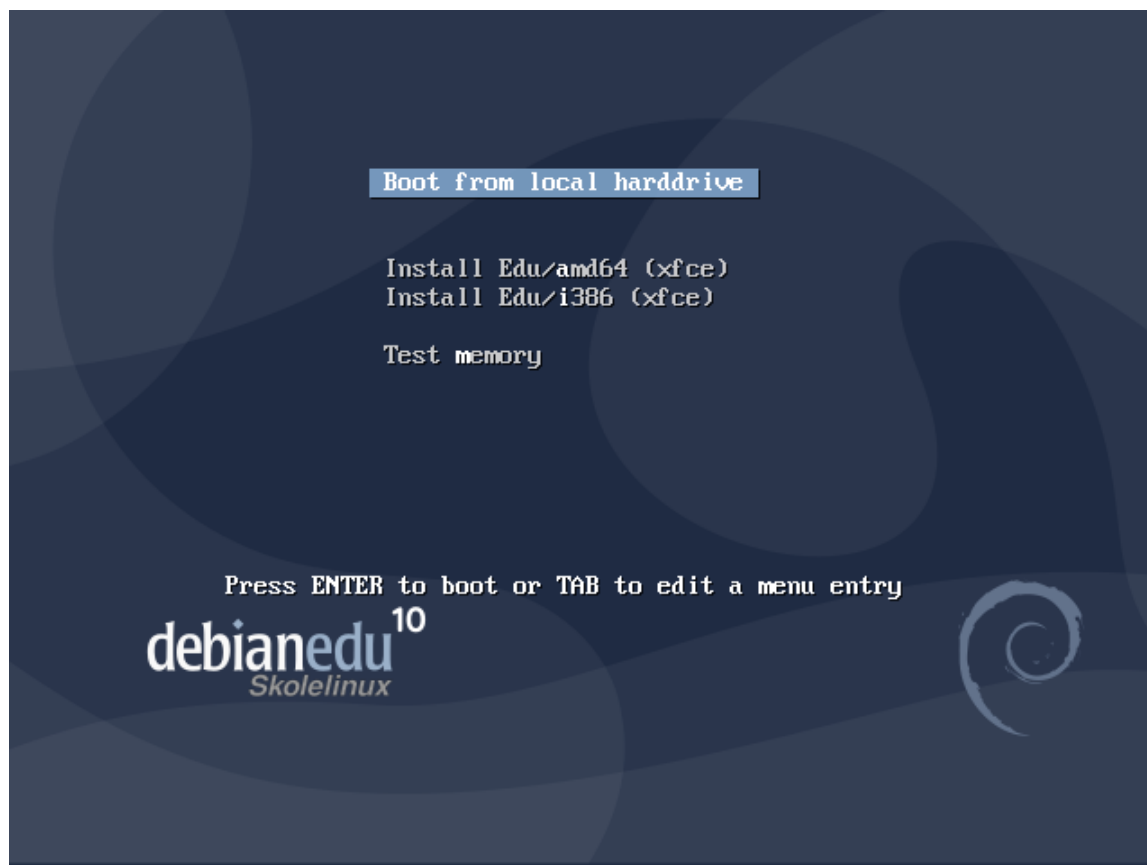 Boot from local harddrive
Install Edu/amd64 (xfce)
Install Edu/i386 (xfce)
Test memory
Press ENTER to boot or TAB to edit a menu entry
debianedu 10
Skolelinux